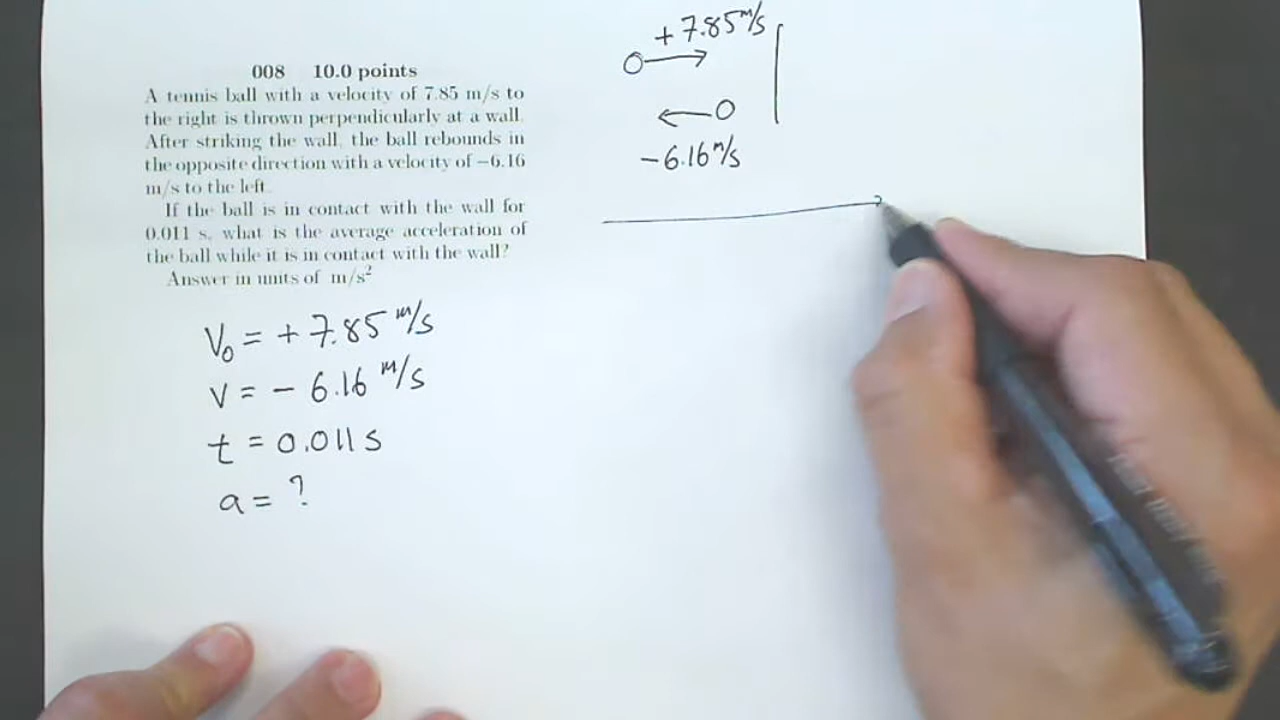 008 10.0 points
A tennis ball with a velocity of 7.85 m/s to
the right is thrown perpendicularly at a wall.
After striking the wall, the ball rebounds in
the opposite direction with a velocity of −6.16
m/s to the left.
If the ball is in contact with the wall for
0.011 s, what is the average acceleration of
the ball while it is in contact with the wall?
Answer in units of m/s²
V₀ = + 7.85 m/s
V = − 6.16 m/s
t = 0.011 s
a = ?
+ 7.85 m/s
− 6.16 m/s